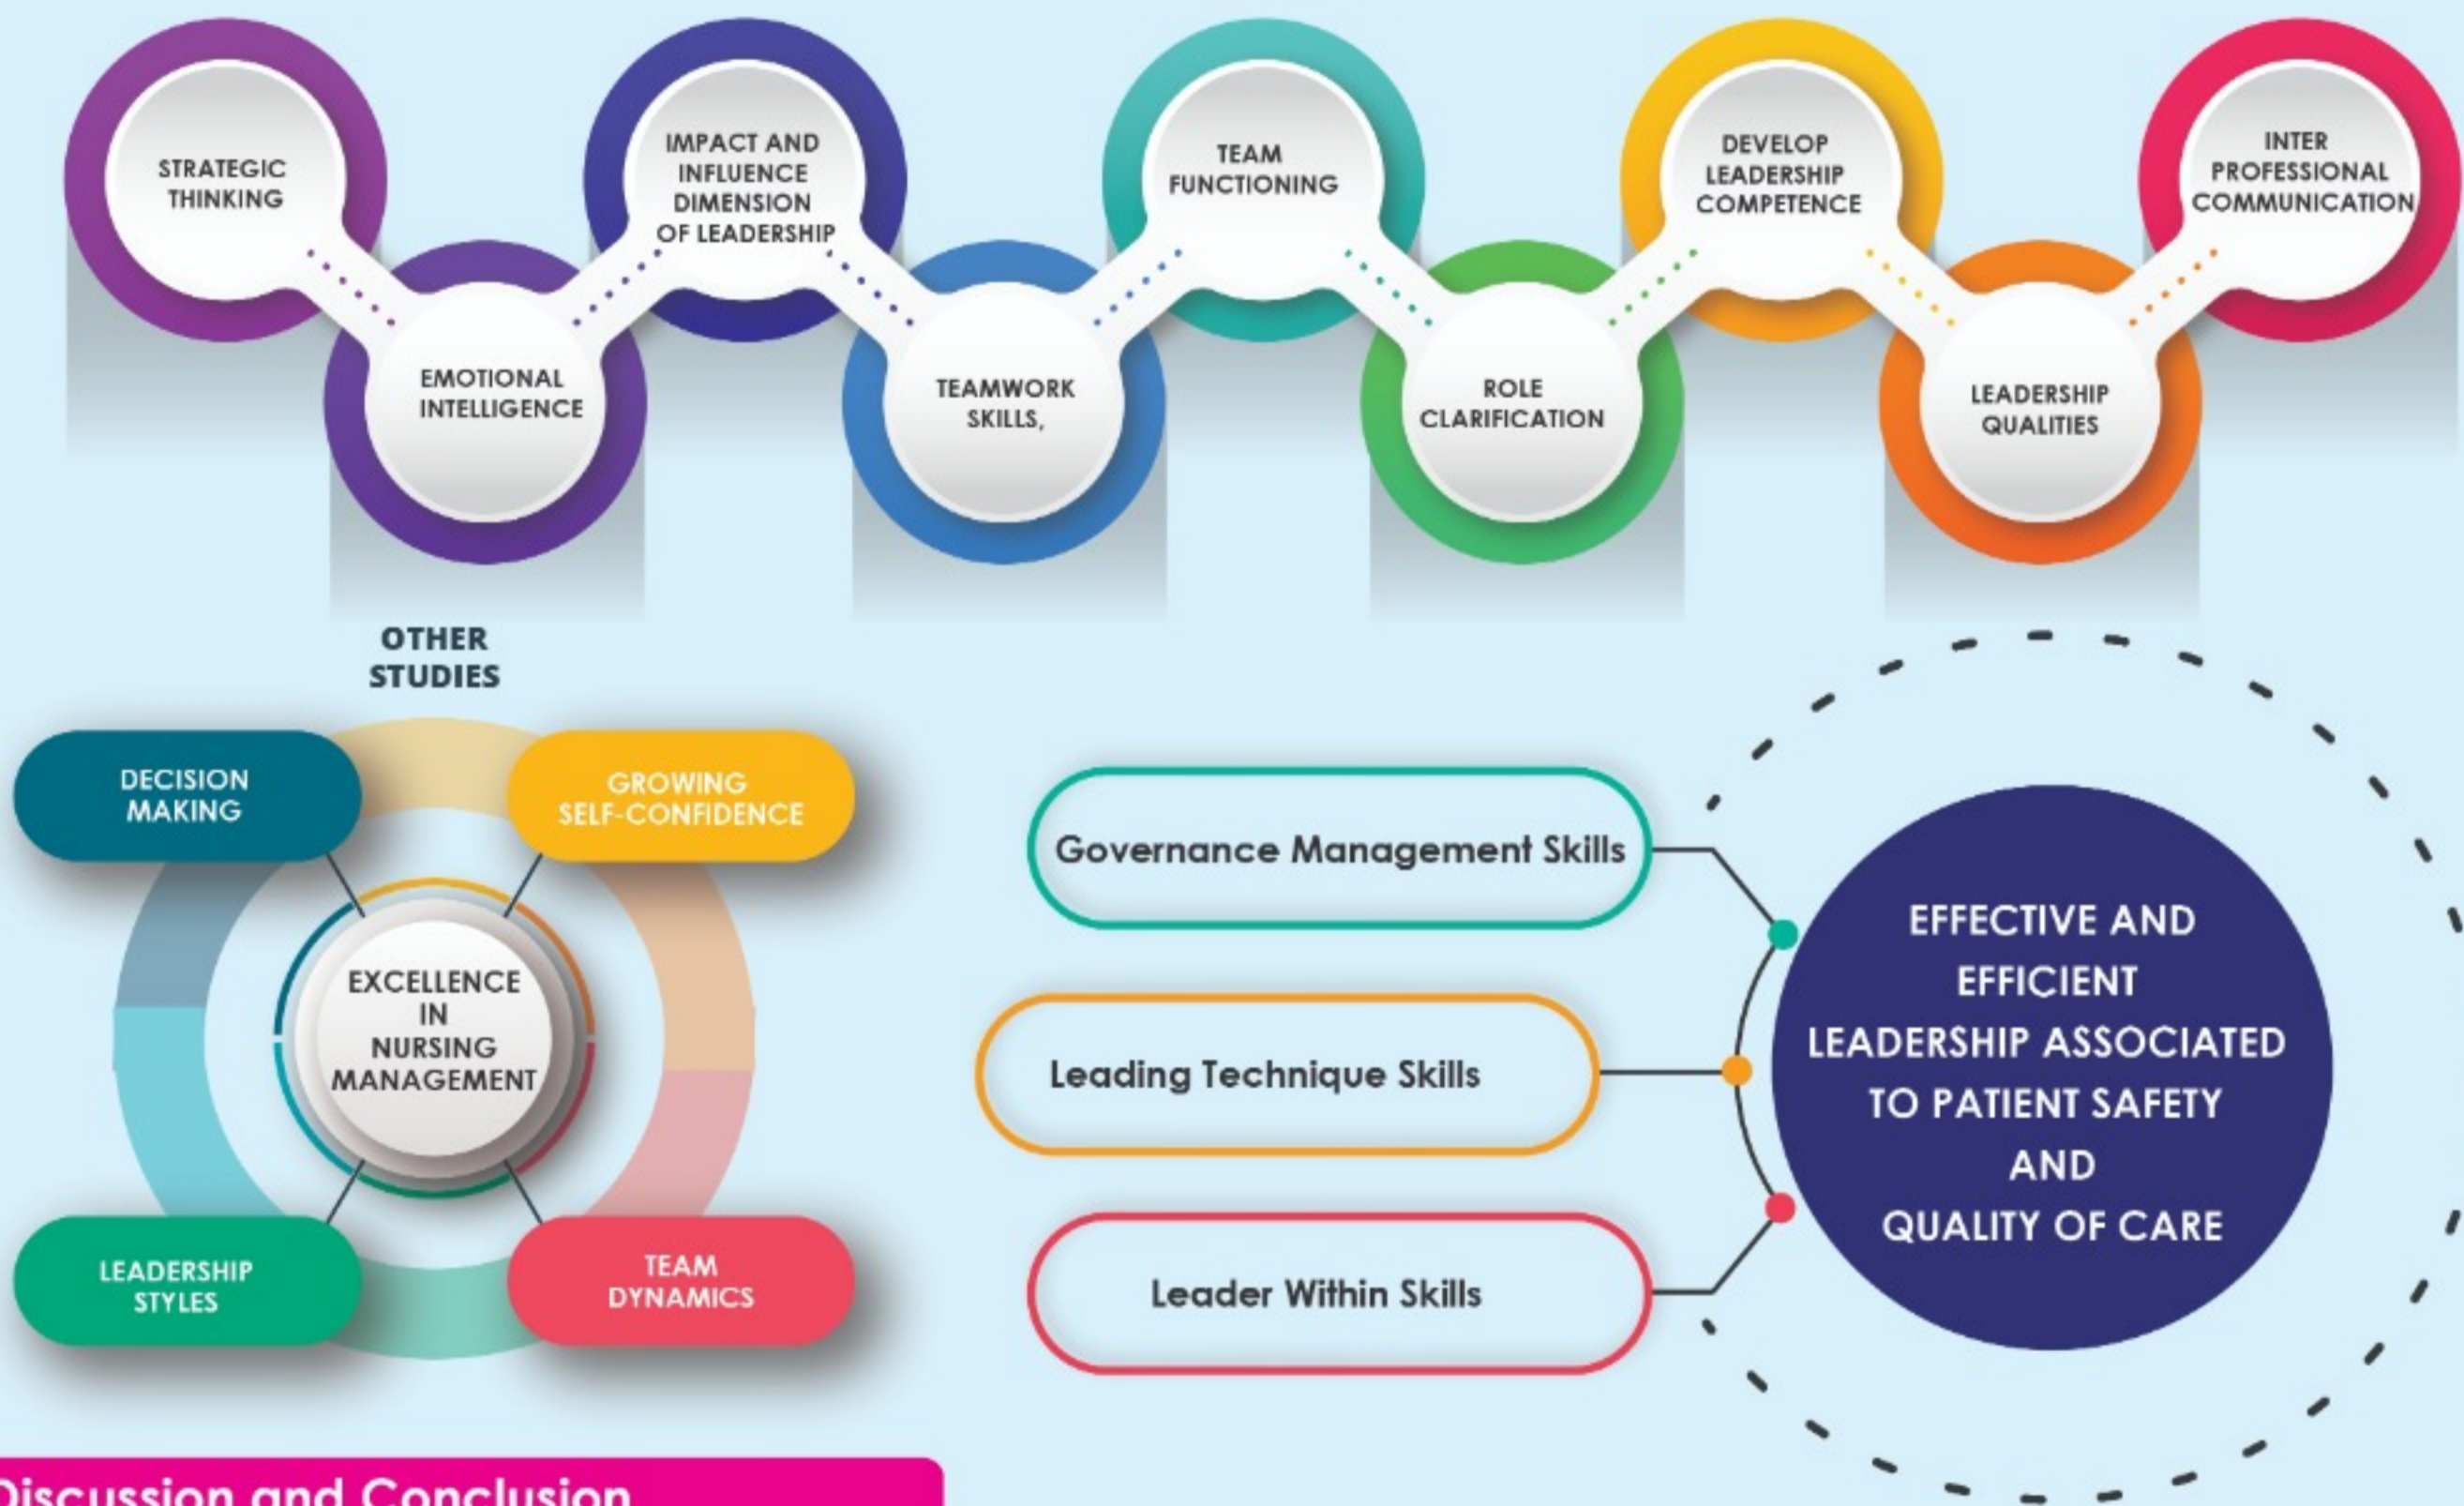 STRATEGIC
THINKING
EMOTIONAL
INTELLIGENCE
IMPACT AND
INFLUENCE
DIMENSION
OF LEADERSHIP
TEAMWORK
SKILLS,
TEAM
FUNCTIONING
ROLE
CLARIFICATION
DEVELOP
LEADERSHIP
COMPETENCE
LEADERSHIP
QUALITIES
INTER
PROFESSIONAL
COMMUNICATION
OTHER
STUDIES
DECISION
MAKING
GROWING
SELF-CONFIDENCE
EXCELLENCE
IN
NURSING
MANAGEMENT
LEADERSHIP
STYLES
TEAM
DYNAMICS
Governance Management Skills
Leading Technique Skills
Leader Within Skills
EFFECTIVE AND
EFFICIENT
LEADERSHIP ASSOCIATED
TO PATIENT SAFETY
AND
QUALITY OF CARE
Discussion and Conclusion